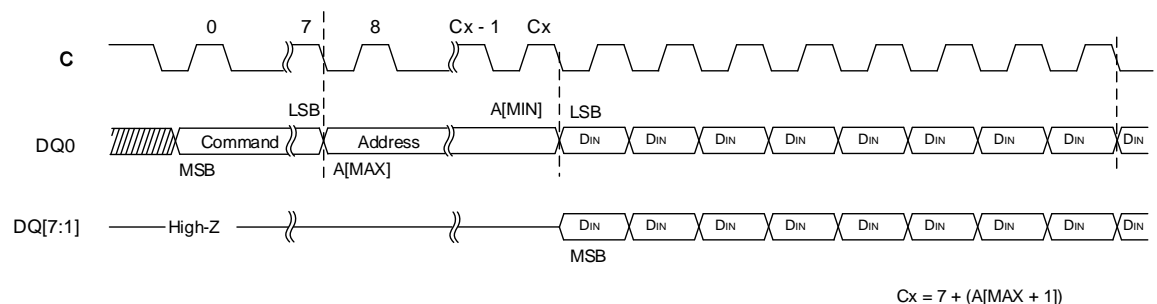 0 7 8 Cx - 1 Cx
C
LSB A[MIN] LSB
DQ0 Command Address DIN DIN DIN DIN DIN DIN DIN DIN DIN
MSB A[MAX]
DQ[7:1] High-Z DIN DIN DIN DIN DIN DIN DIN DIN DIN
MSB
Cx = 7 + (A[MAX + 1])